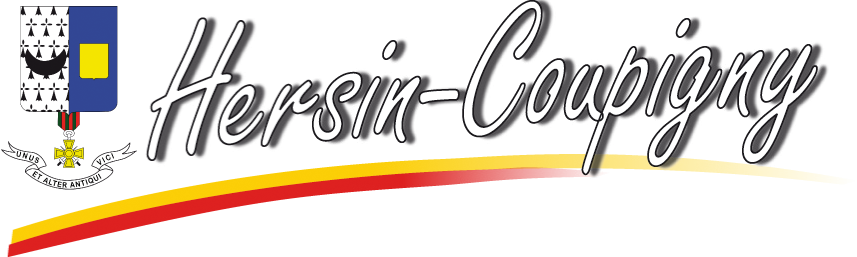 Hersin-Coupigny
UNUS VICI
ET ALTER ANTIQUI